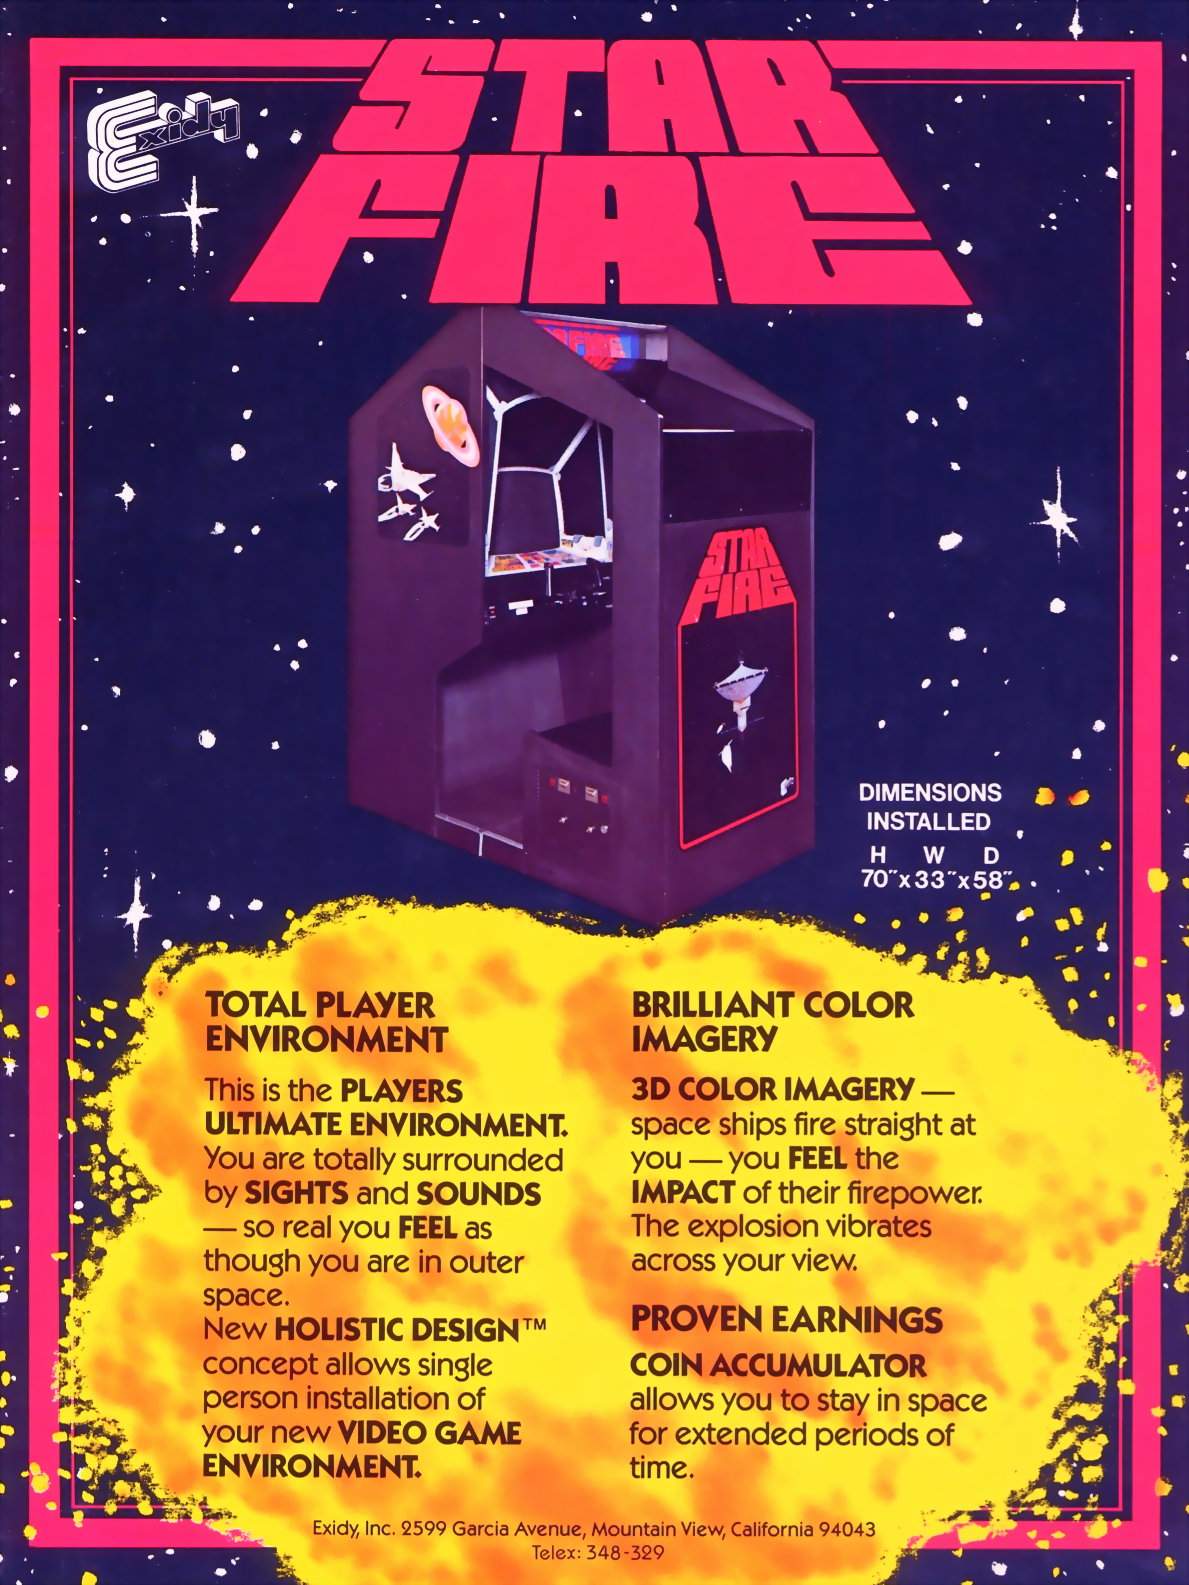 STAR
FIRE
Exidy
FIRE
STAR
FIRE
DIMENSIONS
INSTALLED
H W D
70"x33"x58"
TOTAL PLAYER
ENVIRONMENT
This is the PLAYERS
ULTIMATE ENVIRONMENT.
You are totally surrounded
by SIGHTS and SOUNDS
— so real you FEEL as
though you are in outer
space.
New HOLISTIC DESIGN™
concept allows single
person installation of
your new VIDEO GAME
ENVIRONMENT.
BRILLIANT COLOR
IMAGERY
3D COLOR IMAGERY —
space ships fire straight at
you — you FEEL the
IMPACT of their firepower.
The explosion vibrates
across your view.
PROVEN EARNINGS
COIN ACCUMULATOR
allows you to stay in space
for extended periods of
time.
Exidy, Inc. 2599 Garcia Avenue, Mountain View, California 94043
Telex: 348-329